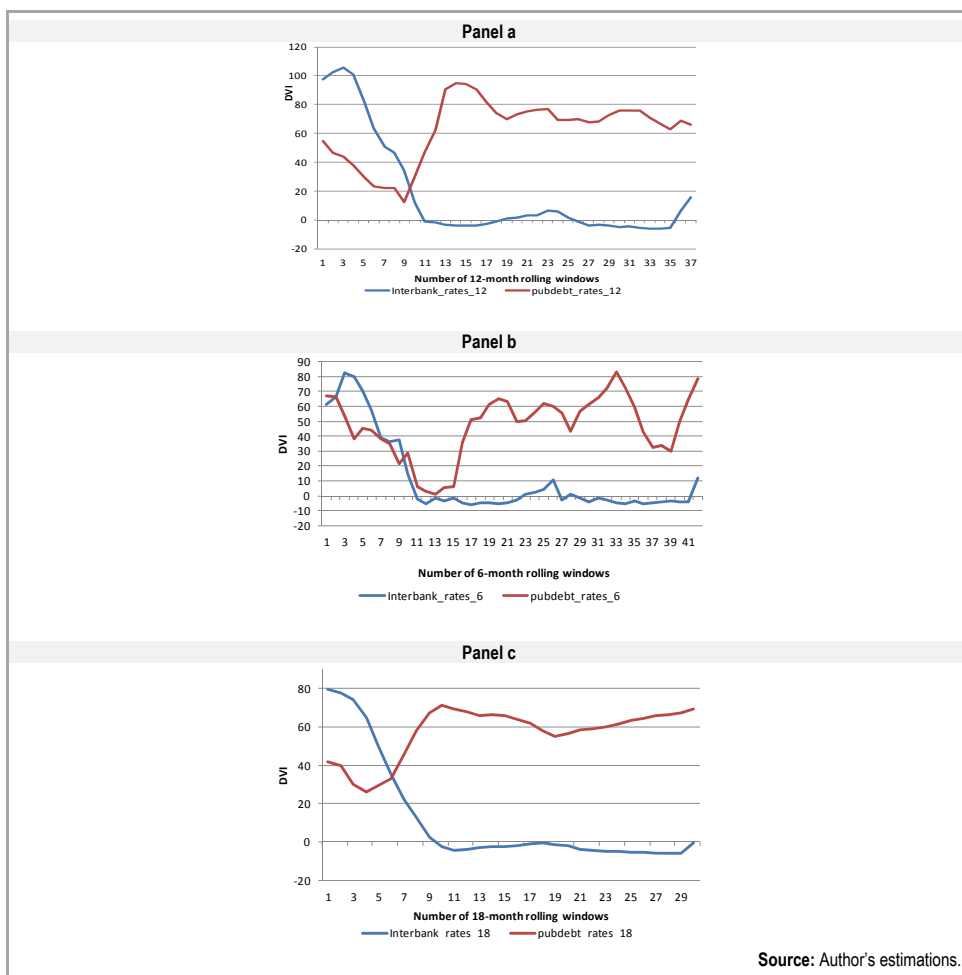 Panel a
120
100
80
60
40
20
0
-20
DVI
1 3 5 7 9 11 13 15 17 19 21 23 25 27 29 31 33 35 37
Number of 12-month rolling windows
Interbank_rates_12 pubdebt_rates_12
Panel b
90
80
70
60
50
40
30
20
10
0
-10
-20
DVI
1 3 5 7 9 11 13 15 17 19 21 23 25 27 29 31 33 35 37 39 41
Number of 6-month rolling windows
Interbank_rates_6 pubdebt_rates_6
Panel c
80
60
40
20
0
-20
DVI
1 3 5 7 9 11 13 15 17 19 21 23 25 27 29
Number of 18-month rolling windows
Interbank rates 18 pubdebt rates 18
Source: Author's estimations.